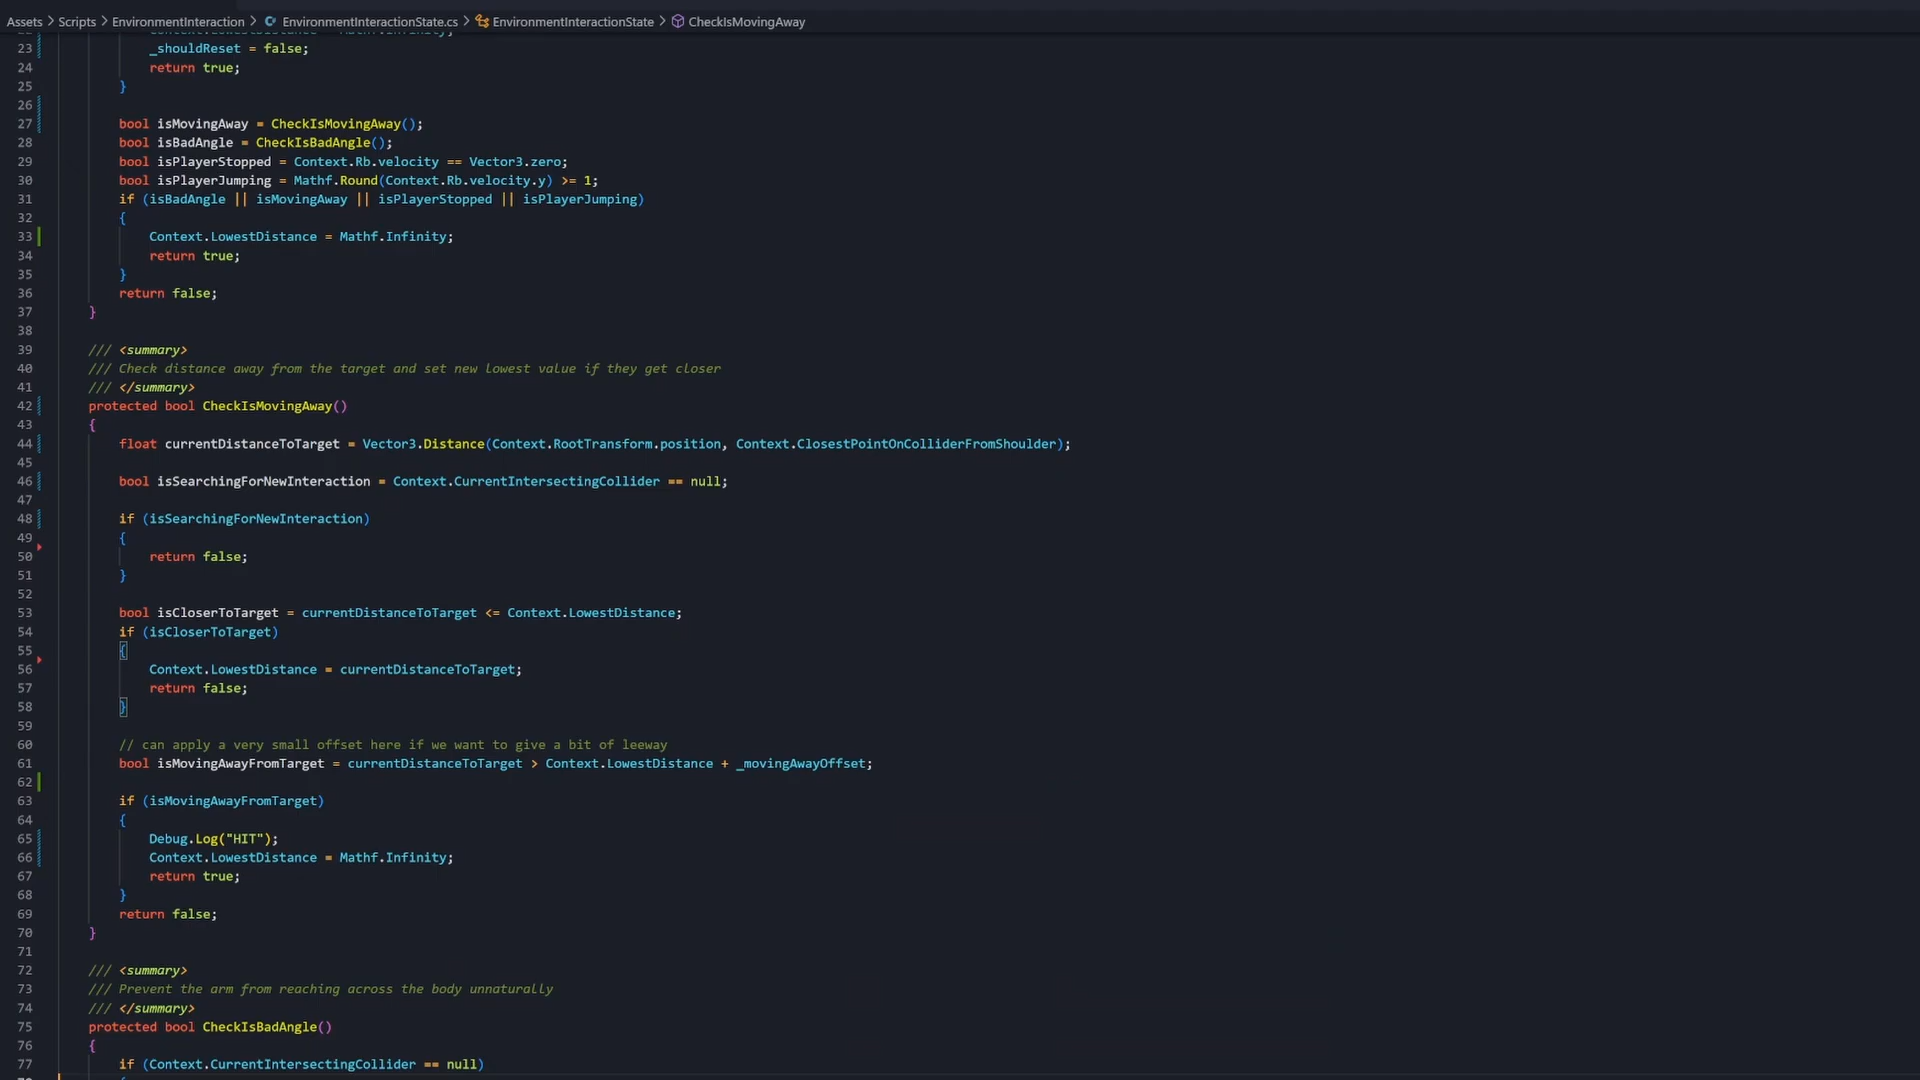 Assets > Scripts > EnvironmentInteraction > EnvironmentInteractionState.cs > EnvironmentInteractionState > CheckIsMovingAway
23 _shouldReset = false;
24 return true;
25 }
26
27 bool isMovingAway = CheckIsMovingAway();
28 bool isBadAngle = CheckIsBadAngle();
29 bool isPlayerStopped = Context.Rb.velocity == Vector3.zero;
30 bool isPlayerJumping = Mathf.Round(Context.Rb.velocity.y) >= 1;
31 if (isBadAngle || isMovingAway || isPlayerStopped || isPlayerJumping)
32 {
33 Context.LowestDistance = Mathf.Infinity;
34 return true;
35 }
36 return false;
37 }
38
39 /// <summary>
40 /// Check distance away from the target and set new lowest value if they get closer
41 /// </summary>
42 protected bool CheckIsMovingAway()
43 {
44 float currentDistanceToTarget = Vector3.Distance(Context.RootTransform.position, Context.ClosestPointOnColliderFromShoulder);
45
46 bool isSearchingForNewInteraction = Context.CurrentIntersectingCollider == null;
47
48 if (isSearchingForNewInteraction)
49 {
50 return false;
51 }
52
53 bool isCloserToTarget = currentDistanceToTarget <= Context.LowestDistance;
54 if (isCloserToTarget)
55 {
56 Context.LowestDistance = currentDistanceToTarget;
57 return false;
58 }
59
60 // can apply a very small offset here if we want to give a bit of leeway
61 bool isMovingAwayFromTarget = currentDistanceToTarget > Context.LowestDistance + _movingAwayOffset;
62
63 if (isMovingAwayFromTarget)
64 {
65 Debug.Log("HIT");
66 Context.LowestDistance = Mathf.Infinity;
67 return true;
68 }
69 return false;
70 }
71
72 /// <summary>
73 /// Prevent the arm from reaching across the body unnaturally
74 /// </summary>
75 protected bool CheckIsBadAngle()
76 {
77 if (Context.CurrentIntersectingCollider == null)